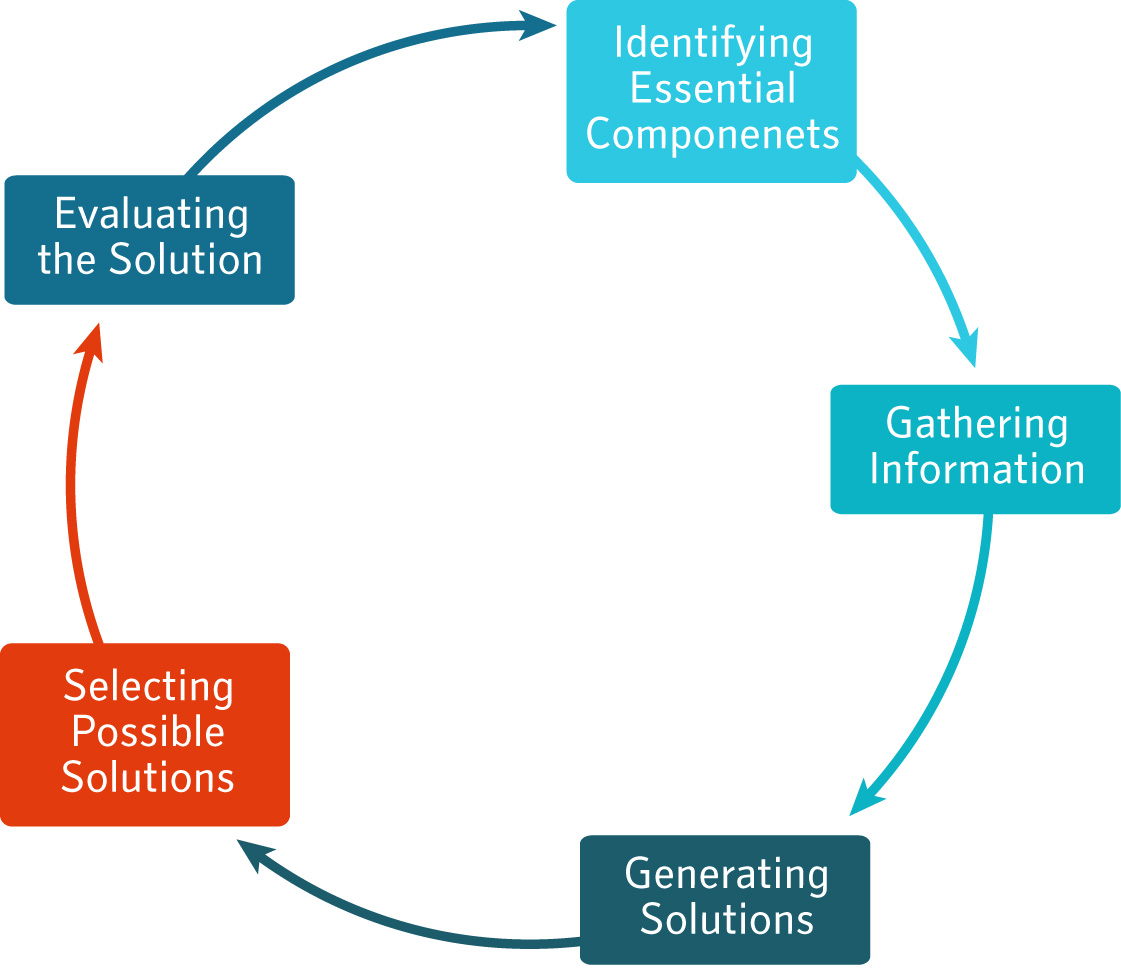 Identifying
Essential
Componenets
Gathering
Information
Generating
Solutions
Selecting
Possible
Solutions
Evaluating
the Solution